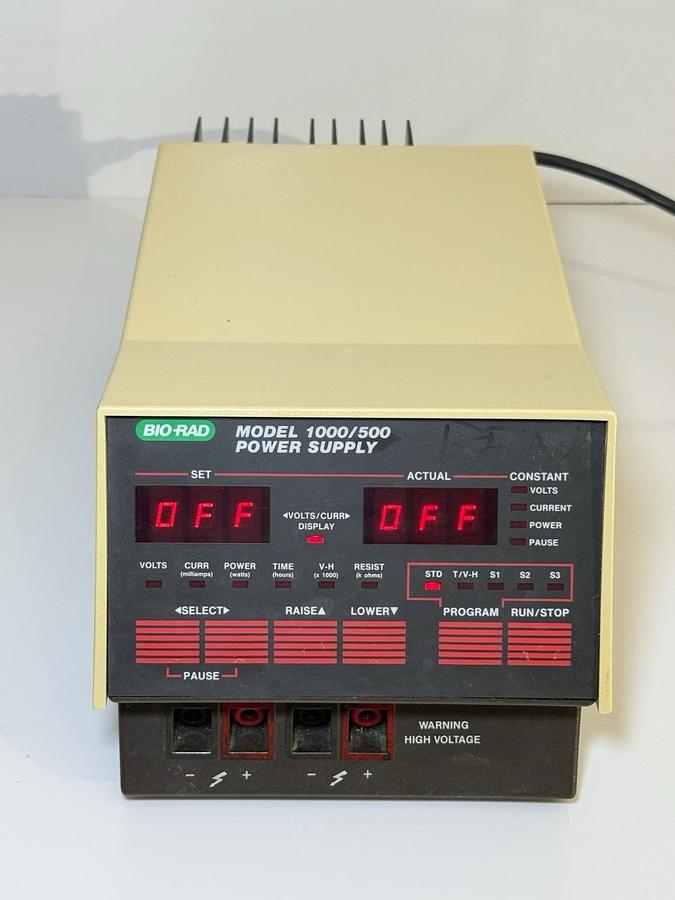 BIO-RAD
MODEL 1000/500
POWER SUPPLY
SET
ACTUAL
CONSTANT
OFF
◄VOLTS/CURR►
DISPLAY
OFF
VOLTS
CURRENT
POWER
PAUSE
VOLTS
CURR
(milliamps)
POWER
(watts)
TIME
(hours)
V-H
(x 1000)
RESIST
(k ohms)
STD
T/V-H
S1
S2
S3
◄SELECT►
RAISE▲
LOWER▼
PROGRAM
RUN/STOP
PAUSE
WARNING
HIGH VOLTAGE
− + − +